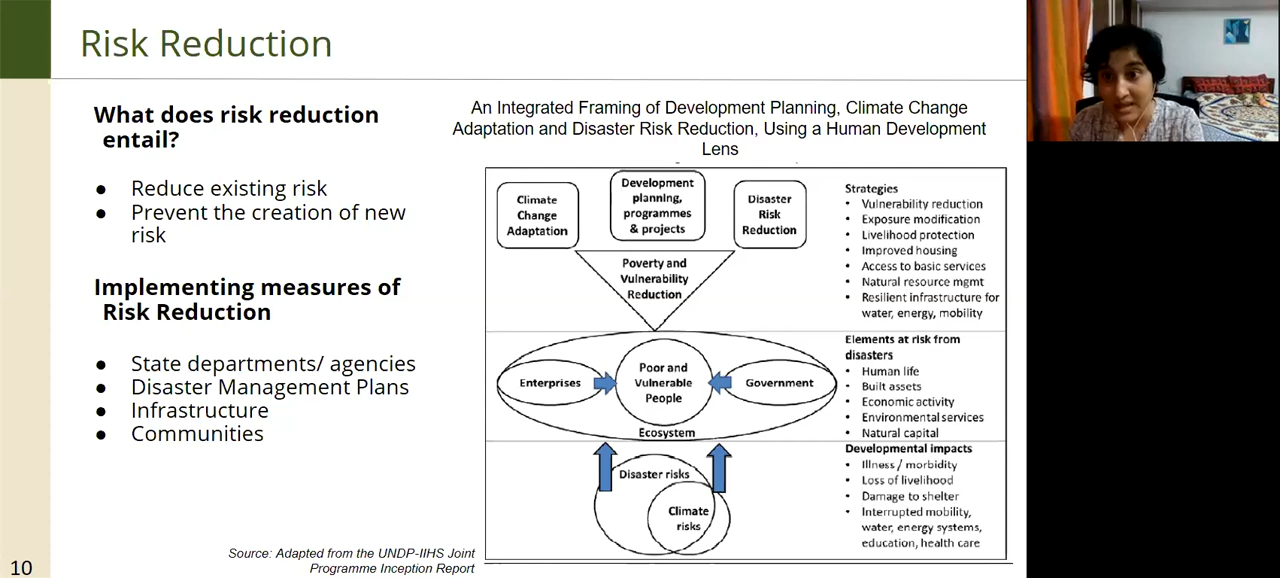 Risk Reduction
What does risk reduction
entail?
● Reduce existing risk
● Prevent the creation of new
risk
Implementing measures of
Risk Reduction
● State departments/ agencies
● Disaster Management Plans
● Infrastructure
● Communities
Source: Adapted from the UNDP-IIHS Joint
Programme Inception Report
10
An Integrated Framing of Development Planning, Climate Change
Adaptation and Disaster Risk Reduction, Using a Human Development
Lens
Climate
Change
Adaptation
Development
planning,
programmes
& projects
Disaster
Risk
Reduction
Poverty and
Vulnerability
Reduction
Strategies
• Vulnerability reduction
• Exposure modification
• Livelihood protection
• Improved housing
• Access to basic services
• Natural resource mgmt
• Resilient infrastructure for
water, energy, mobility
Enterprises
Poor and
Vulnerable
People
Government
Ecosystem
Elements at risk from
disasters
• Human life
• Built assets
• Economic activity
• Environmental services
• Natural capital
Disaster risks
Climate
risks
Developmental impacts
• Illness / morbidity
• Loss of livelihood
• Damage to shelter
• Interrupted mobility,
water, energy systems,
education, health care